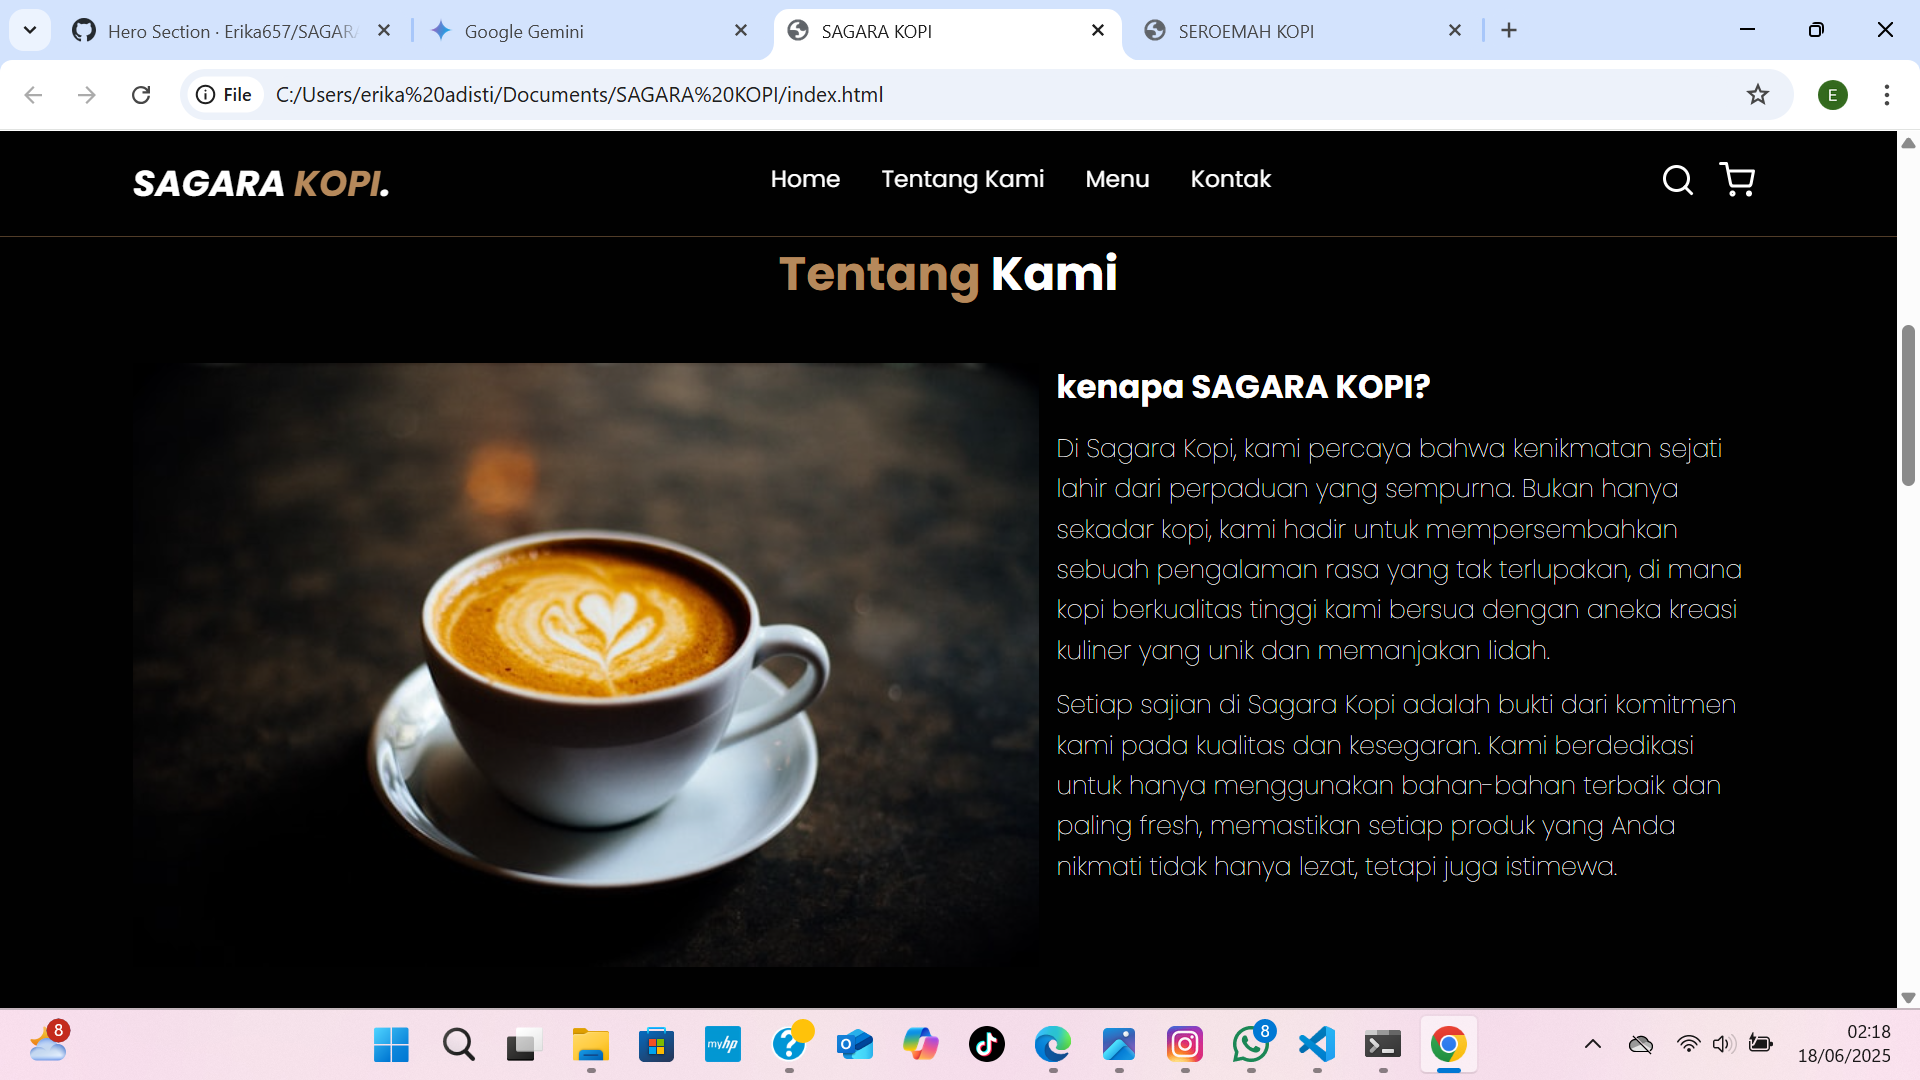 Hero Section · Erika657/SAGARA
Google Gemini
SAGARA KOPI
SEROEMAH KOPI
File
C:/Users/erika%20adisti/Documents/SAGARA%20KOPI/index.html
E
SAGARA KOPI.
Home
Tentang Kami
Menu
Kontak
Tentang Kami
kenapa SAGARA KOPI?
Di Sagara Kopi, kami percaya bahwa kenikmatan sejati
lahir dari perpaduan yang sempurna. Bukan hanya
sekadar kopi, kami hadir untuk mempersembahkan
sebuah pengalaman rasa yang tak terlupakan, di mana
kopi berkualitas tinggi kami bersua dengan aneka kreasi
kuliner yang unik dan memanjakan lidah.
Setiap sajian di Sagara Kopi adalah bukti dari komitmen
kami pada kualitas dan kesegaran. Kami berdedikasi
untuk hanya menggunakan bahan-bahan terbaik dan
paling fresh, memastikan setiap produk yang Anda
nikmati tidak hanya lezat, tetapi juga istimewa.
8
myhp
8
02:18
18/06/2025